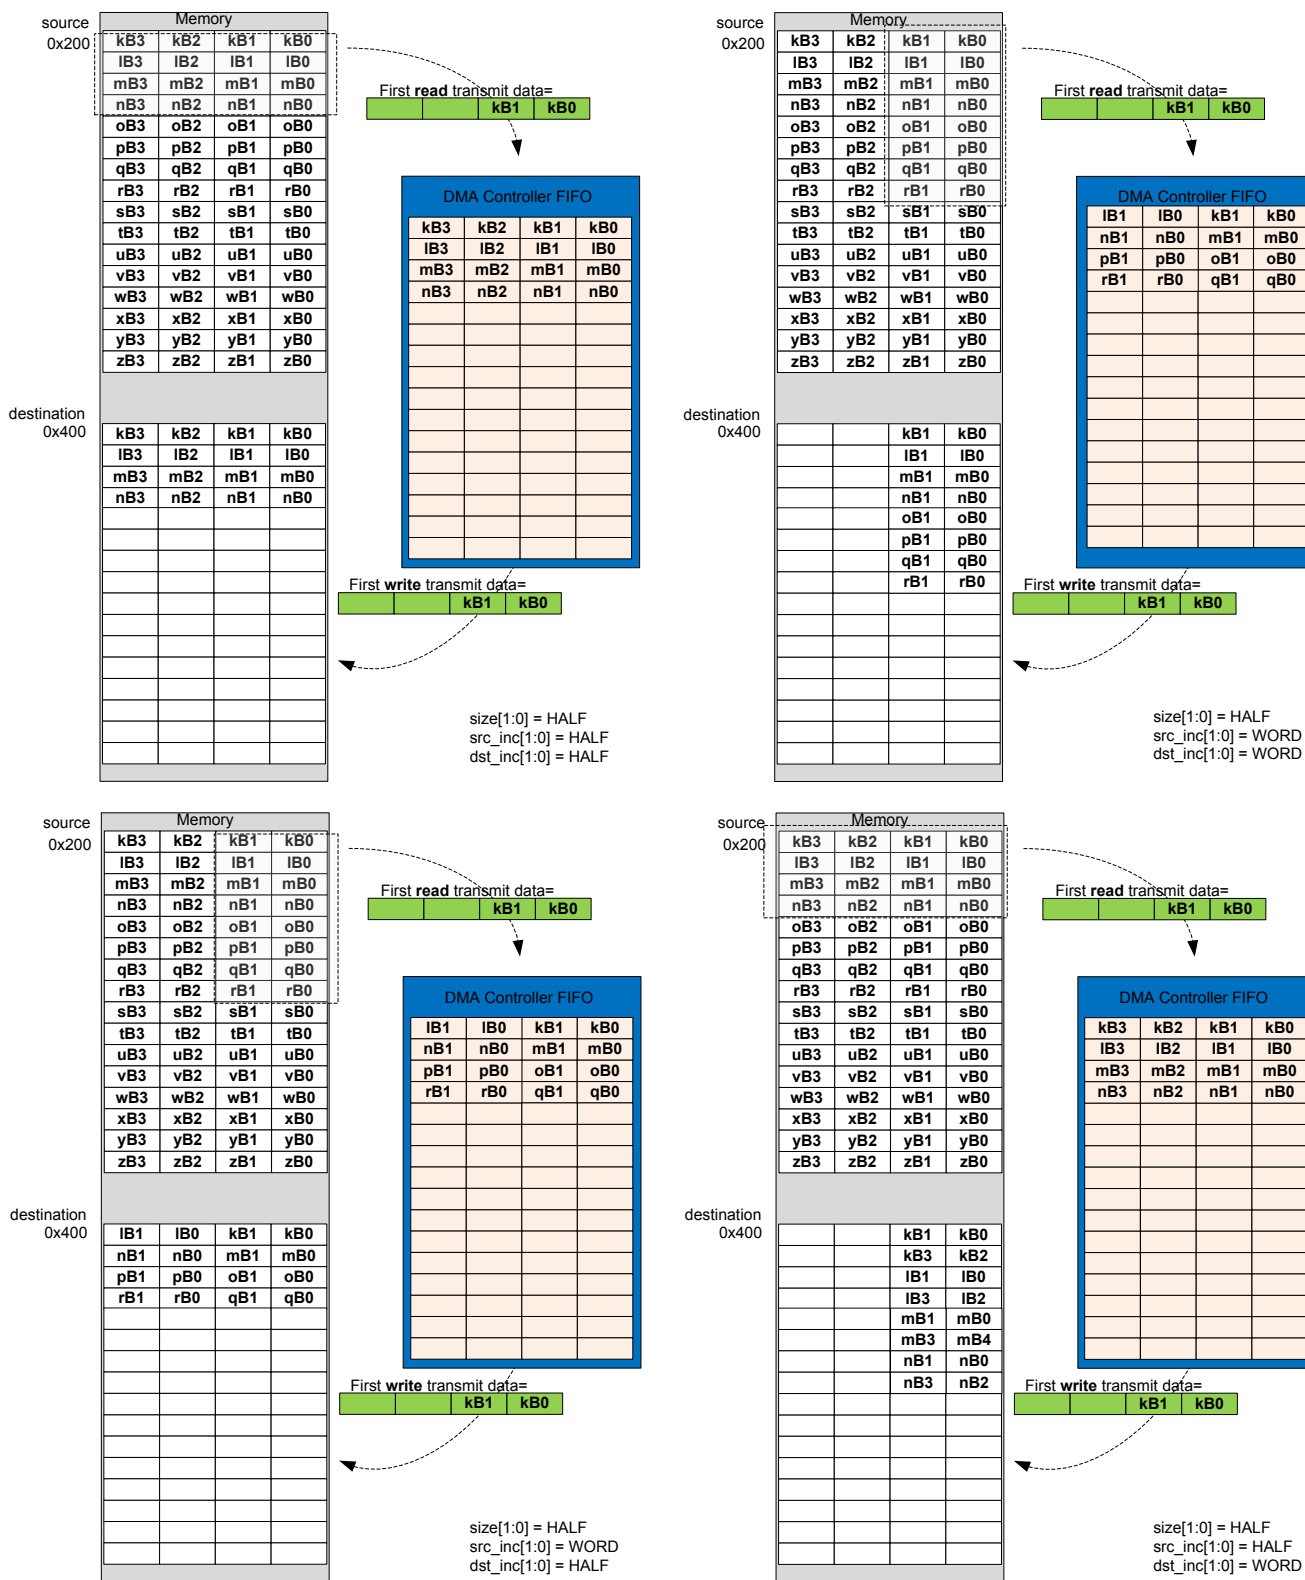 source
0x200
Memory
kB3 kB2 kB1 kB0
lB3 lB2 lB1 lB0
mB3 mB2 mB1 mB0
nB3 nB2 nB1 nB0
oB3 oB2 oB1 oB0
pB3 pB2 pB1 pB0
qB3 qB2 qB1 qB0
rB3 rB2 rB1 rB0
sB3 sB2 sB1 sB0
tB3 tB2 tB1 tB0
uB3 uB2 uB1 uB0
vB3 vB2 vB1 vB0
wB3 wB2 wB1 wB0
xB3 xB2 xB1 xB0
yB3 yB2 yB1 yB0
zB3 zB2 zB1 zB0
First read transmit data=
kB1 kB0
DMA Controller FIFO
kB3 kB2 kB1 kB0
lB3 lB2 lB1 lB0
mB3 mB2 mB1 mB0
nB3 nB2 nB1 nB0
destination
0x400
kB3 kB2 kB1 kB0
lB3 lB2 lB1 lB0
mB3 mB2 mB1 mB0
nB3 nB2 nB1 nB0
First write transmit data=
kB1 kB0
size[1:0] = HALF
src_inc[1:0] = HALF
dst_inc[1:0] = HALF
source
0x200
Memory
kB3 kB2 kB1 kB0
lB3 lB2 lB1 lB0
mB3 mB2 mB1 mB0
nB3 nB2 nB1 nB0
oB3 oB2 oB1 oB0
pB3 pB2 pB1 pB0
qB3 qB2 qB1 qB0
rB3 rB2 rB1 rB0
sB3 sB2 sB1 sB0
tB3 tB2 tB1 tB0
uB3 uB2 uB1 uB0
vB3 vB2 vB1 vB0
wB3 wB2 wB1 wB0
xB3 xB2 xB1 xB0
yB3 yB2 yB1 yB0
zB3 zB2 zB1 zB0
First read transmit data=
kB1 kB0
DMA Controller FIFO
lB1 lB0 kB1 kB0
nB1 nB0 mB1 mB0
pB1 pB0 oB1 oB0
rB1 rB0 qB1 qB0
destination
0x400
kB1 kB0
lB1 lB0
mB1 mB0
nB1 nB0
oB1 oB0
pB1 pB0
qB1 qB0
rB1 rB0
First write transmit data=
kB1 kB0
size[1:0] = HALF
src_inc[1:0] = WORD
dst_inc[1:0] = WORD
source
0x200
Memory
kB3 kB2 kB1 kB0
lB3 lB2 lB1 lB0
mB3 mB2 mB1 mB0
nB3 nB2 nB1 nB0
oB3 oB2 oB1 oB0
pB3 pB2 pB1 pB0
qB3 qB2 qB1 qB0
rB3 rB2 rB1 rB0
sB3 sB2 sB1 sB0
tB3 tB2 tB1 tB0
uB3 uB2 uB1 uB0
vB3 vB2 vB1 vB0
wB3 wB2 wB1 wB0
xB3 xB2 xB1 xB0
yB3 yB2 yB1 yB0
zB3 zB2 zB1 zB0
First read transmit data=
kB1 kB0
DMA Controller FIFO
lB1 lB0 kB1 kB0
nB1 nB0 mB1 mB0
pB1 pB0 oB1 oB0
rB1 rB0 qB1 qB0
destination
0x400
lB1 lB0 kB1 kB0
nB1 nB0 mB1 mB0
pB1 pB0 oB1 oB0
rB1 rB0 qB1 qB0
First write transmit data=
kB1 kB0
size[1:0] = HALF
src_inc[1:0] = WORD
dst_inc[1:0] = HALF
source
0x200
Memory
kB3 kB2 kB1 kB0
lB3 lB2 lB1 lB0
mB3 mB2 mB1 mB0
nB3 nB2 nB1 nB0
oB3 oB2 oB1 oB0
pB3 pB2 pB1 pB0
qB3 qB2 qB1 qB0
rB3 rB2 rB1 rB0
sB3 sB2 sB1 sB0
tB3 tB2 tB1 tB0
uB3 uB2 uB1 uB0
vB3 vB2 vB1 vB0
wB3 wB2 wB1 wB0
xB3 xB2 xB1 xB0
yB3 yB2 yB1 yB0
zB3 zB2 zB1 zB0
First read transmit data=
kB1 kB0
DMA Controller FIFO
kB3 kB2 kB1 kB0
lB3 lB2 lB1 lB0
mB3 mB2 mB1 mB0
nB3 nB2 nB1 nB0
destination
0x400
kB1 kB0
kB3 kB2
lB1 lB0
lB3 lB2
mB1 mB0
mB3 mB4
nB1 nB0
nB3 nB2
First write transmit data=
kB1 kB0
size[1:0] = HALF
src_inc[1:0] = HALF
dst_inc[1:0] = WORD